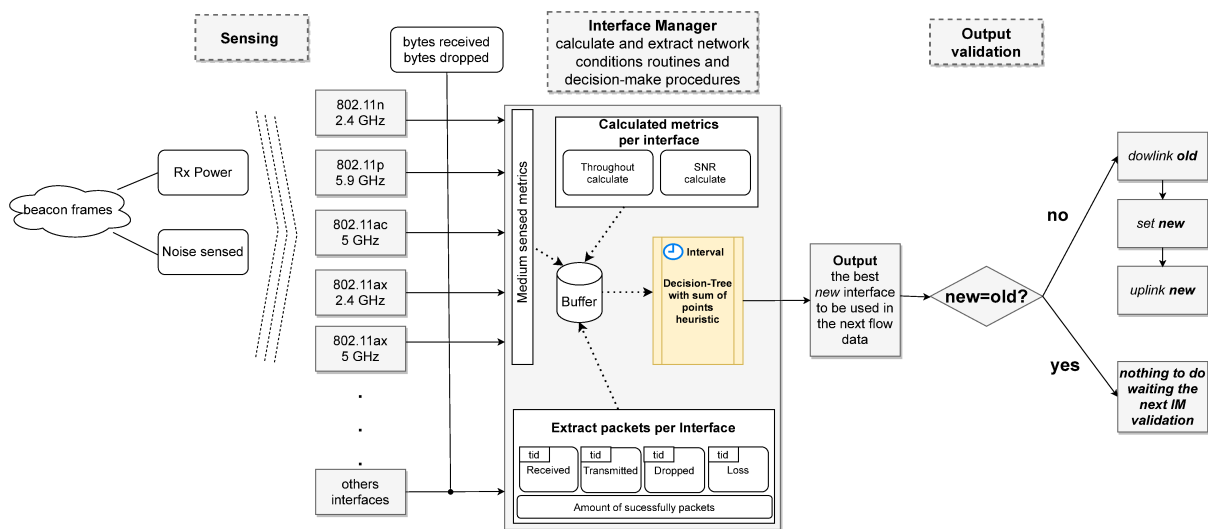 Sensing
bytes received
bytes dropped
Interface Manager
calculate and extract network
conditions routines and
decision-make procedures
Output
validation
beacon frames
Rx Power
Noise sensed
802.11n
2.4 GHz
802.11p
5.9 GHz
802.11ac
5 GHz
802.11ax
2.4 GHz
802.11ax
5 GHz
others
interfaces
Medium sensed metrics
Calculated metrics
per interface
Throughout
calculate
SNR
calculate
Buffer
Interval
Decision-Tree
with sum of
points
heuristic
Extract packets per Interface
tid
Received
tid
Transmitted
tid
Dropped
tid
Loss
Amount of sucessfully packets
Output
the best
new interface
to be used in
the next flow
data
new=old?
no
yes
dowlink old
set new
uplink new
nothing to do
waiting the
next IM
validation